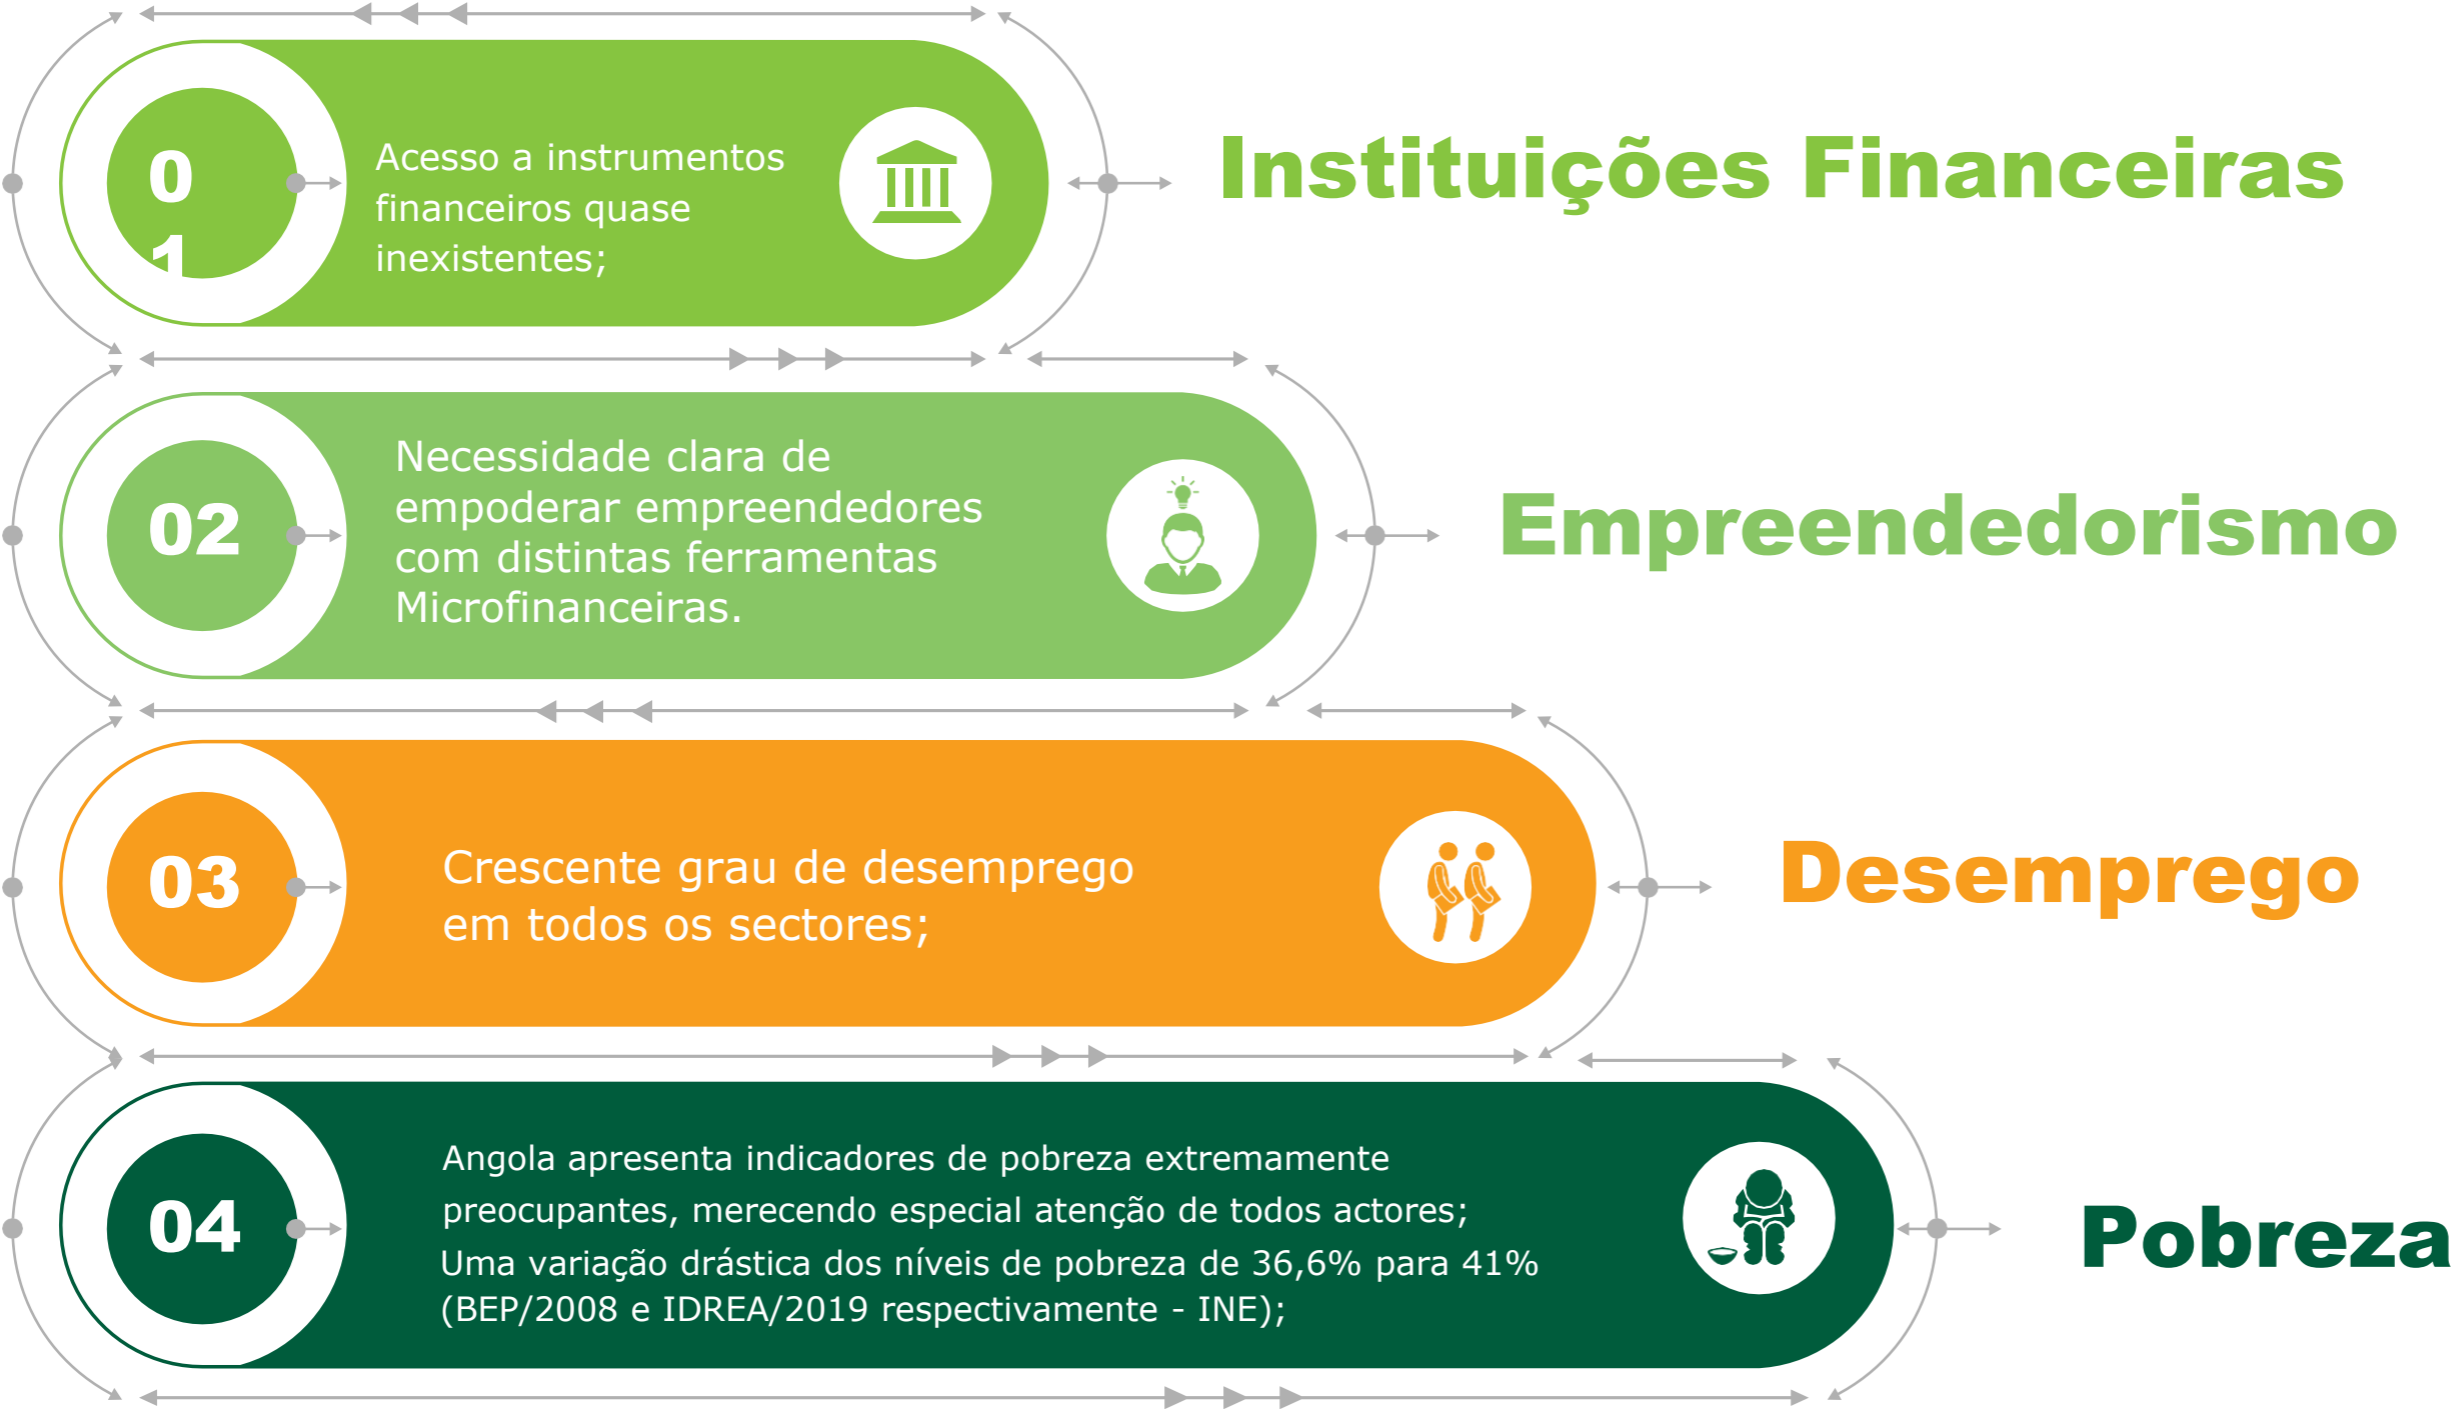 01
Acesso a instrumentos
financeiros quase
inexistentes;
Instituições Financeiras
02
Necessidade clara de
empoderar empreendedores
com distintas ferramentas
Microfinanceiras.
Empreendedorismo
03
Crescente grau de desemprego
em todos os sectores;
Desemprego
04
Angola apresenta indicadores de pobreza extremamente
preocupantes, merecendo especial atenção de todos actores;
Uma variação drástica dos níveis de pobreza de 36,6% para 41%
(BEP/2008 e IDREA/2019 respectivamente - INE);
Pobreza